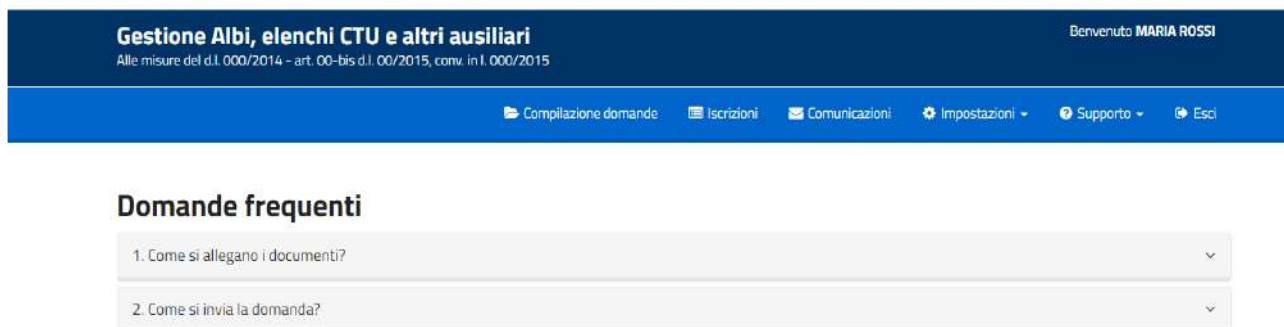 Gestione Albi, elenchi CTU e altri ausiliari
Benvenuto MARIA ROSSI
Alle misure del d.l. 000/2014 - art. 00-bis d.l. 00/2015, conv. in l. 000/2015
Compilazione domande Iscrizioni Comunicazioni Impostazioni Supporto Esci
Domande frequenti
1. Come si allegano i documenti?
2. Come si invia la domanda?